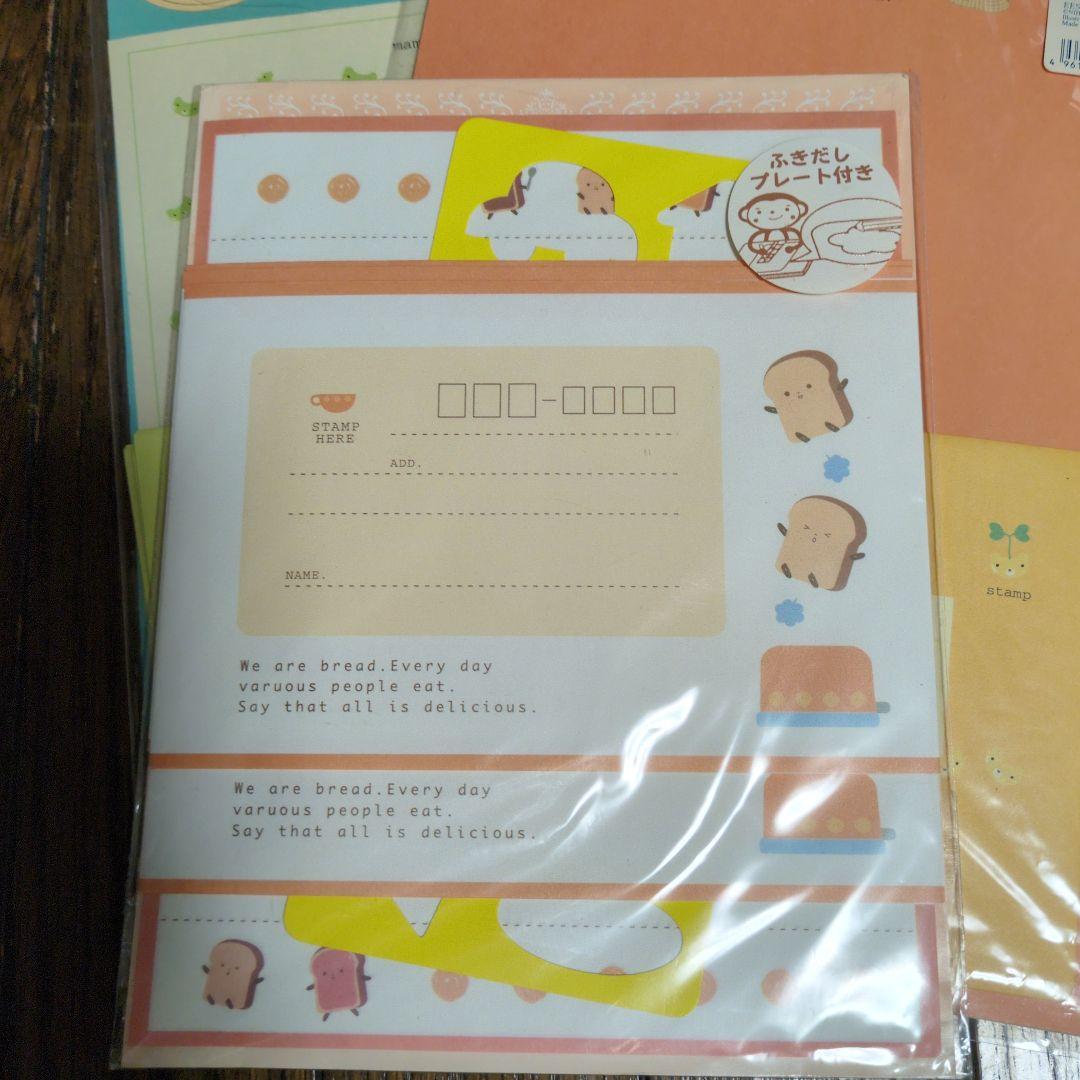 ふきだし
プレート付き
STAMP
HERE
ADD.
NAME.
We are bread.Every day
varuous people eat.
Say that all is delicious.
We are bread.Every day
varuous people eat.
Say that all is delicious.
stamp